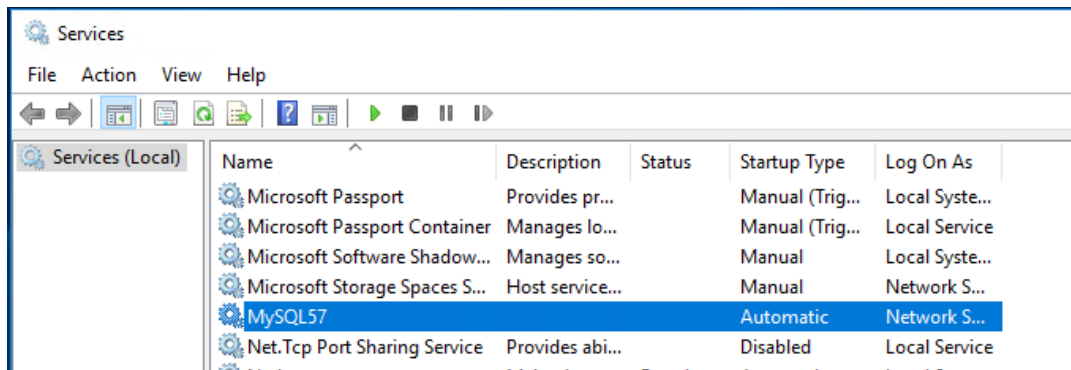 Services
File Action View Help
Services (Local)
Name Description Status Startup Type Log On As
Microsoft Passport Provides pr... Manual (Trig... Local Syste...
Microsoft Passport Container Manages lo... Manual (Trig... Local Service
Microsoft Software Shadow... Manages so... Manual Local Syste...
Microsoft Storage Spaces S... Host service... Manual Network S...
MySQL57 Automatic Network S...
Net.Tcp Port Sharing Service Provides abi... Disabled Local Service